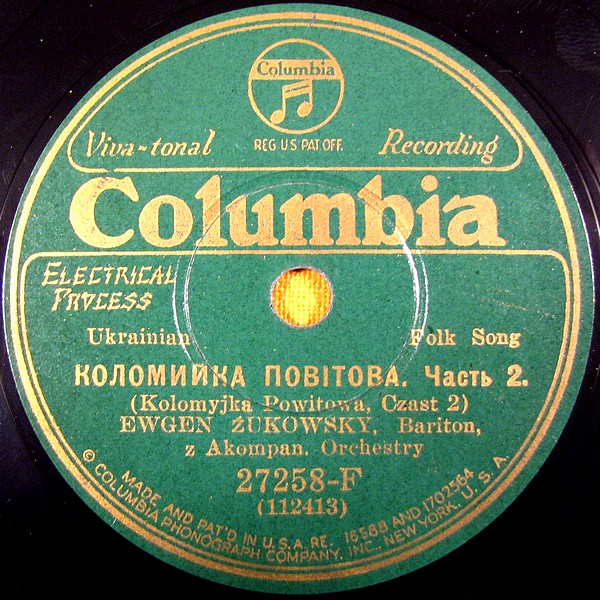 Columbia
REG U S PAT OFF.
Viva-tonal Recording
Columbia
ELECTRICAL
PROCESS
Ukrainian Folk Song
КОЛОМИЙКА ПОВІТОВА. Часть 2.
(Kolomyjka Powitowa, Czast 2)
EWGEN ŻUKOWSKY, Bariton,
z Akompan. Orchestry
27258-F
(112413)
MADE AND PAT'D IN U.S.A. RE. 16588 AND 1702564
© COLUMBIA PHONOGRAPH COMPANY, INC., NEW YORK, U. S. A.